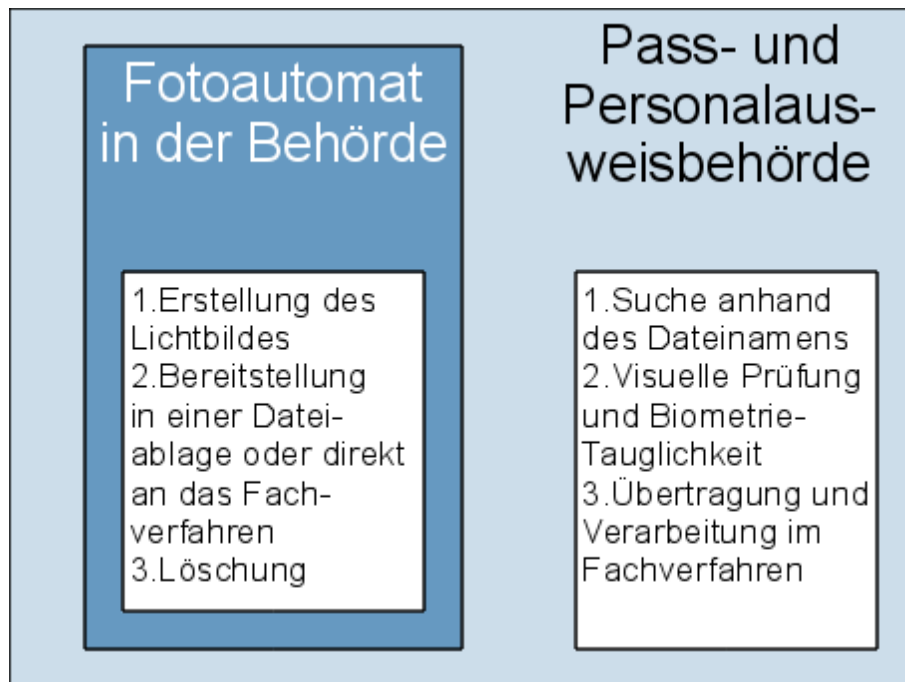 Fotoautomat
in der Behörde
1.Erstellung des
Lichtbildes
2.Bereitstellung
in einer Datei-
ablage oder direkt
an das Fach-
verfahren
3.Löschung
Pass- und
Personalaus-
weisbehörde
1.Suche anhand
des Dateinamens
2.Visuelle Prüfung
und Biometrie-
Tauglichkeit
3.Übertragung und
Verarbeitung im
Fachverfahren